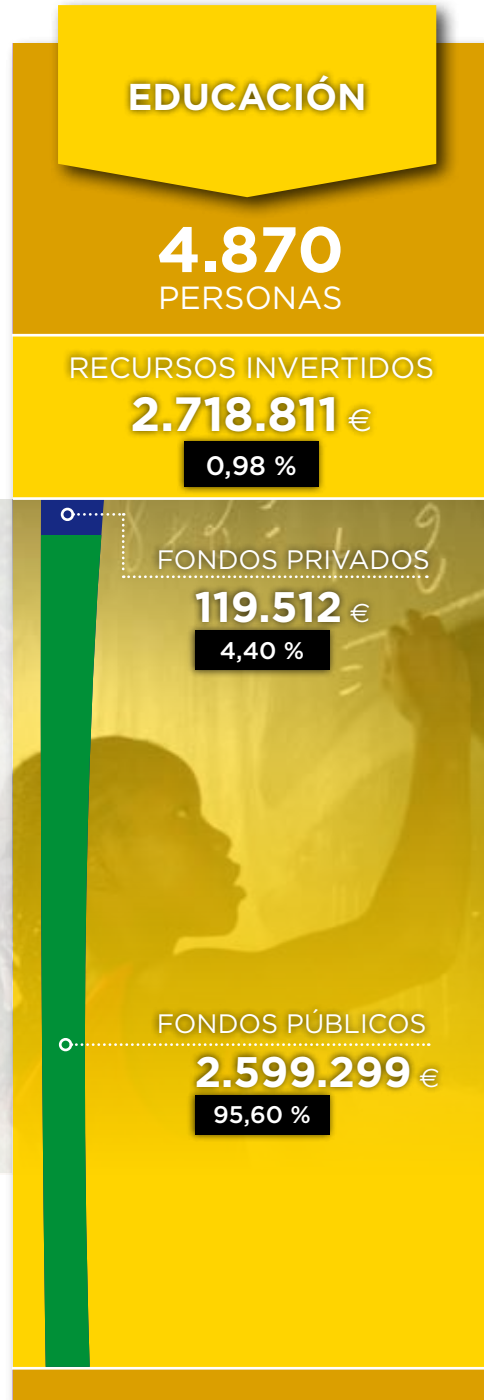 EDUCACIÓN
4.870
PERSONAS
RECURSOS INVERTIDOS
2.718.811 €
0,98 %
FONDOS PRIVADOS
119.512 €
4,40 %
FONDOS PÚBLICOS
2.599.299 €
95,60 %